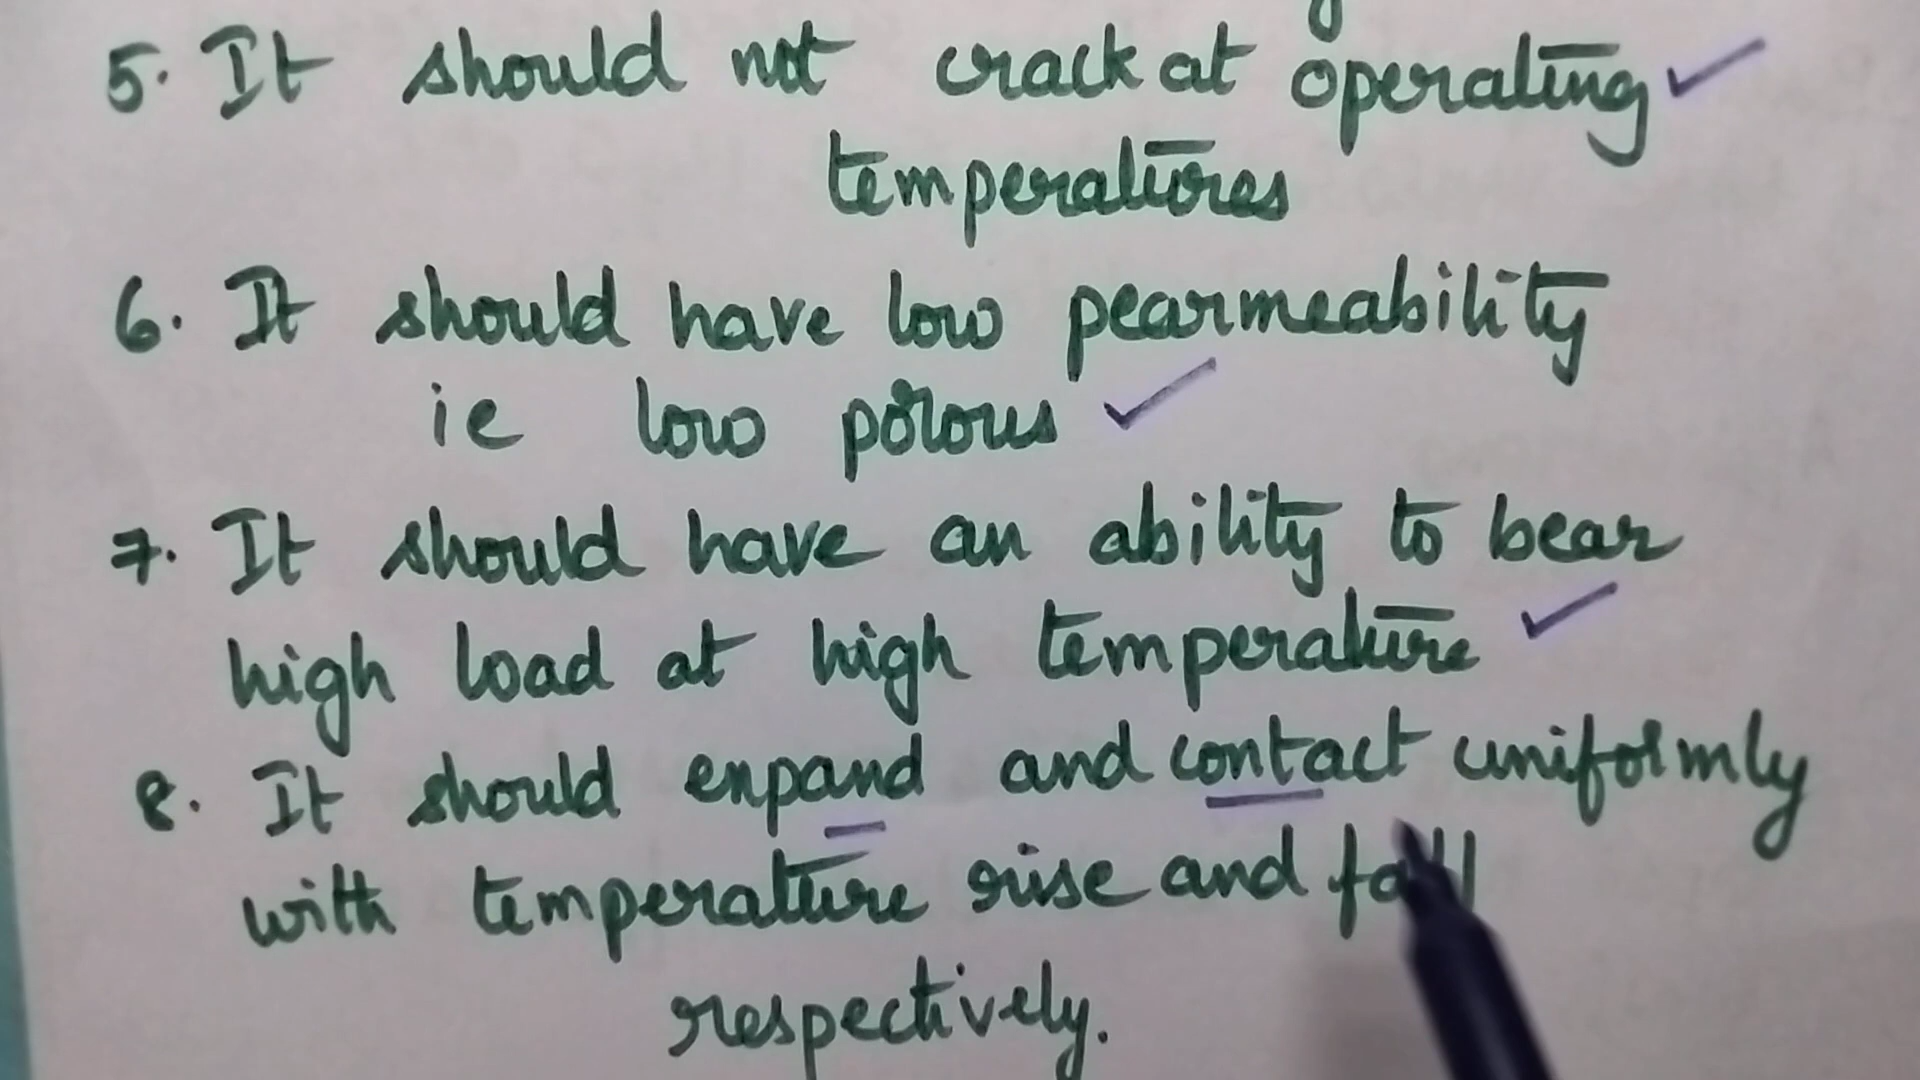 5. It should not crack at operating
temperatures
6. It should have low pearmeability
ie low porous
7. It should have an ability to bear
high load at high temperature
8. It should expand and contact uniformly
with temperature rise and fall
respectively.